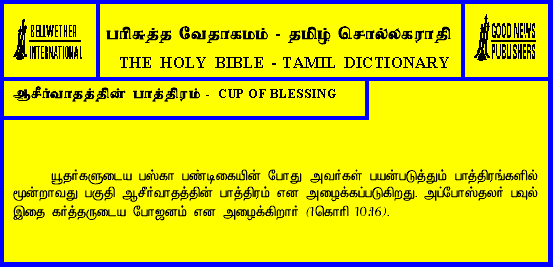 BELLWETHER
INTERNATIONAL
பரிசுத்த வேதாகமம் - தமிழ் சொல்லகராதி
THE HOLY BIBLE - TAMIL DICTIONARY
GOOD NEWS
PUBLISHERS
ஆசீர்வாதத்தின் பாத்திரம் - CUP OF BLESSING
யூதர்களுடைய பஸ்கா பண்டிகையின் போது அவர்கள் பயன்படுத்தும் பாத்திரங்களில்
மூன்றாவது பகுதி ஆசீர்வாதத்தின் பாத்திரம் என அழைக்கப்படுகிறது. அப்போஸ்தலர் பவுல்
இதை கர்த்தருடைய போஜனம் என அழைக்கிறார் (1கொரி 10:16).